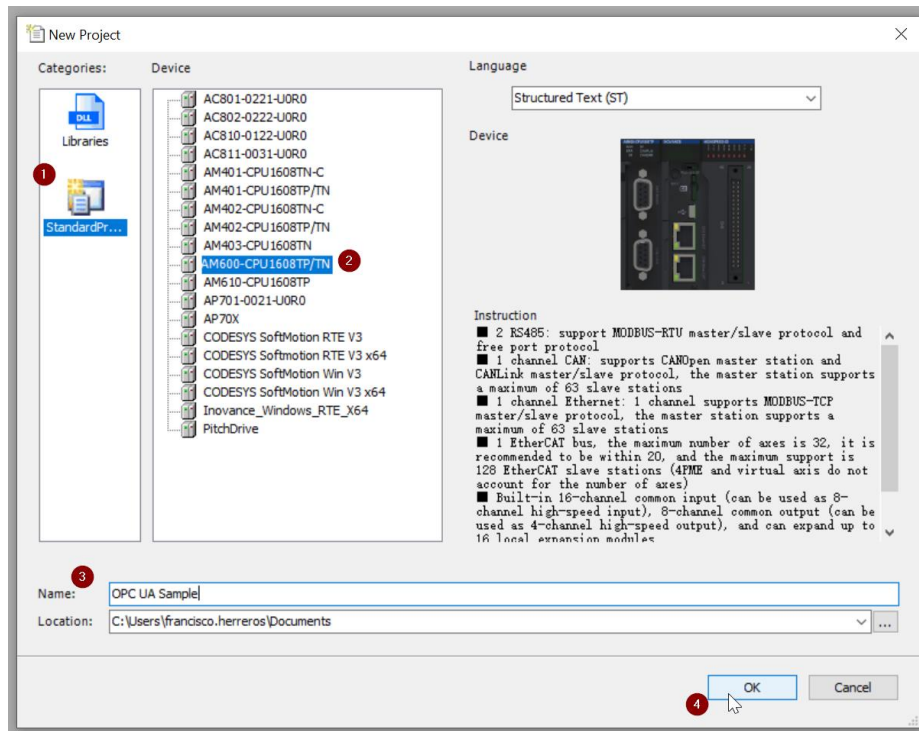 New Project
Categories:
Device
Language
Libraries
1
StandardPr...
AC801-0221-U0R0
AC802-0222-U0R0
AC810-0122-U0R0
AC811-0031-U0R0
AM401-CPU1608TN-C
AM401-CPU1608TP/TN
AM402-CPU1608TN-C
AM402-CPU1608TP/TN
AM403-CPU1608TN
AM600-CPU1608TP/TN 2
AM610-CPU1608TP
AP701-0021-U0R0
AP70X
CODESYS SoftMotion RTE V3
CODESYS Softmotion RTE V3 x64
CODESYS SoftMotion Win V3
CODESYS SoftMotion Win V3 x64
Inovance_Windows_RTE_X64
PitchDrive
Structured Text (ST)
Device
Instruction
■ 2 RS485: support MODBUS-RTU master/slave protocol and
free port protocol
■ 1 channel CAN: supports CANOpen master station and
CANLink master/slave protocol, the master station supports
a maximum of 63 slave stations
■ 1 channel Ethernet: 1 channel supports MODBUS-TCP
master/slave protocol, the master station supports a
maximum of 63 slave stations
■ 1 EtherCAT bus, the maximum number of axes is 32, it is
recommended to be within 20, and the maximum support is
128 EtherCAT slave stations (4PME and virtual axis do not
account for the number of axes)
■ Built-in 16-channel common input (can be used as 8-
channel high-speed input), 8-channel common output (can be
used as 4-channel high-speed output), and can expand up to
16 local expansion modules
3
Name: OPC UA Sample
Location: C:\Users\francisco.herreros\Documents ...
4
OK
Cancel